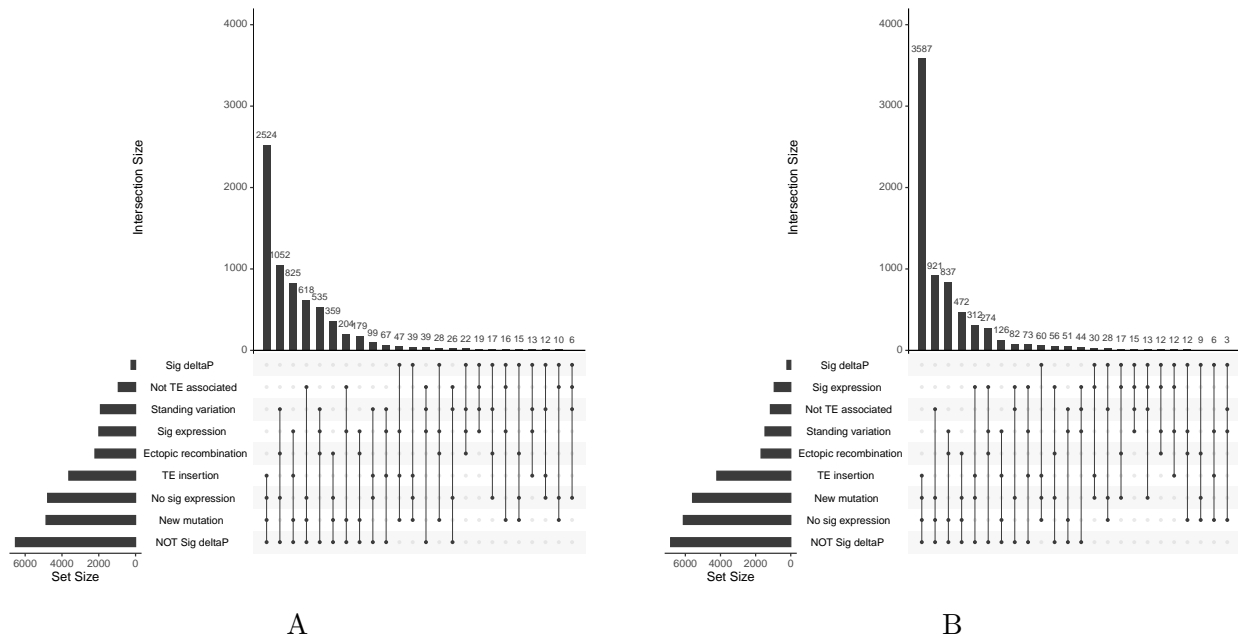 4000
3000
2000
1000
0
Intersection Size
2524
1052
825
618
535
359
204
179
99
67
47
39
39
28
26
22
19
17
16
15
13
12
10
6
Sig deltaP
Not TE associated
Standing variation
Sig expression
Ectopic recombination
TE insertion
No sig expression
New mutation
NOT Sig deltaP
6000 4000 2000 0
Set Size
A
4000
3000
2000
1000
0
Intersection Size
3587
921
837
472
312
274
126
82
73
60
56
51
44
30
28
17
15
13
12
12
12
9
6
3
Sig deltaP
Sig expression
Not TE associated
Standing variation
Ectopic recombination
TE insertion
New mutation
No sig expression
NOT Sig deltaP
6000 4000 2000 0
Set Size
B